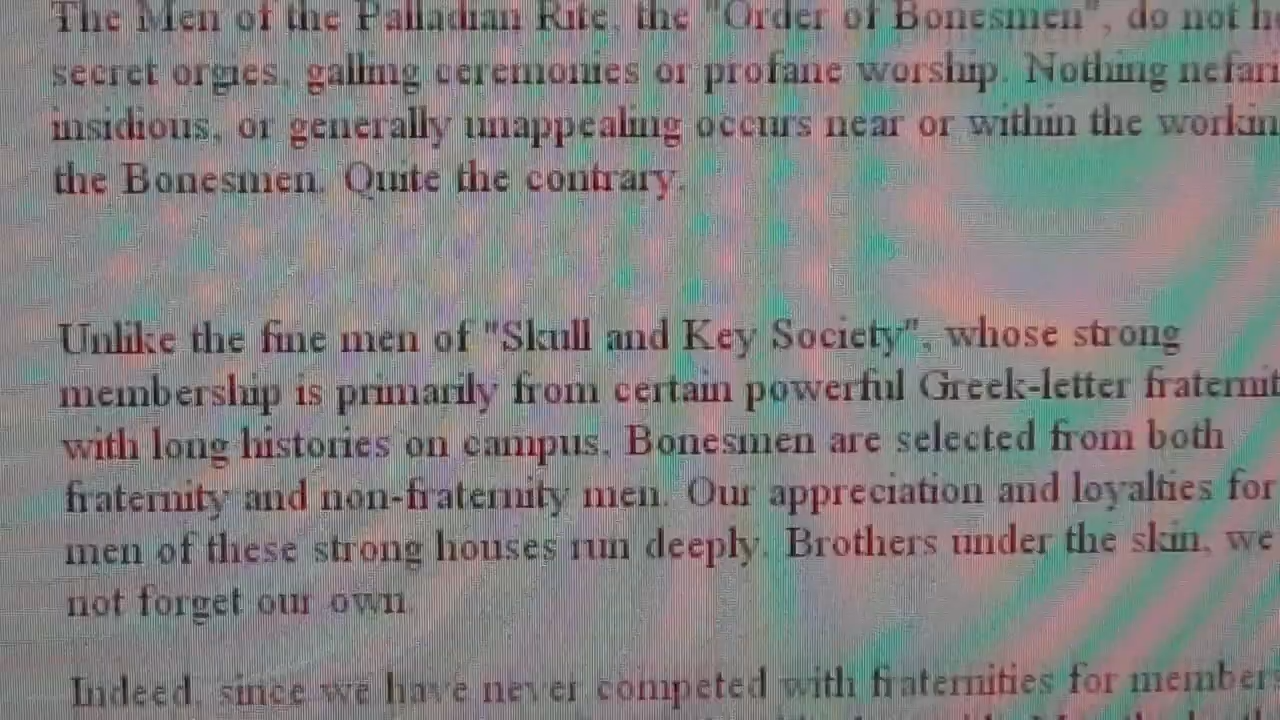 The Men of the Palladian Rite, the "Order of Bonesmen", do not
secret orgies, galling ceremonies or profane worship. Nothing nefari
insidious, or generally unappealing occurs near or within the workin
the Bonesmen. Quite the contrary.
Unlike the fine men of "Skull and Key Society", whose strong
membership is primarily from certain powerful Greek-letter fraternit
with long histories on campus, Bonesmen are selected from both
fraternity and non-fraternity men. Our appreciation and loyalties for
men of these strong houses run deeply. Brothers under the skin, we
not forget our own.
Indeed, since we have never competed with fraternities for member